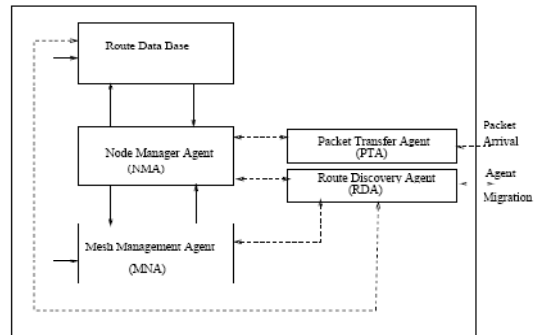 Route Data Base
Node Manager Agent
(NMA)
Packet Transfer Agent
(PTA)
Route Discovery Agent
(RDA)
Mesh Management Agent
(MNA)
Packet
Arrival
Agent
Migration